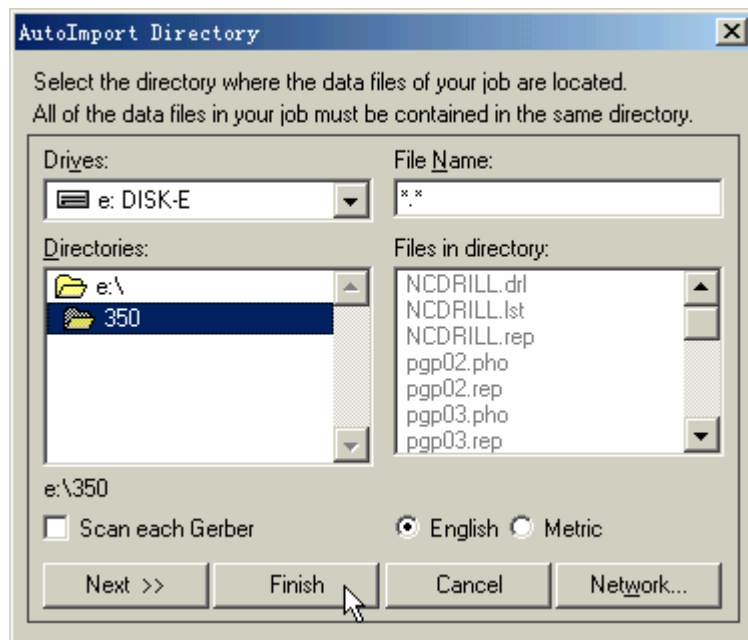 AutoImport Directory
Select the directory where the data files of your job are located.
All of the data files in your job must be contained in the same directory.
Drives:
File Name:
e: DISK-E
*.*
Directories:
Files in directory:
e:\
350
NCDRILL.drl
NCDRILL.lst
NCDRILL.rep
pgp02.pho
pgp02.rep
pgp03.pho
pgp03.rep
e:\350
Scan each Gerber
English
Metric
Next >>
Finish
Cancel
Network...